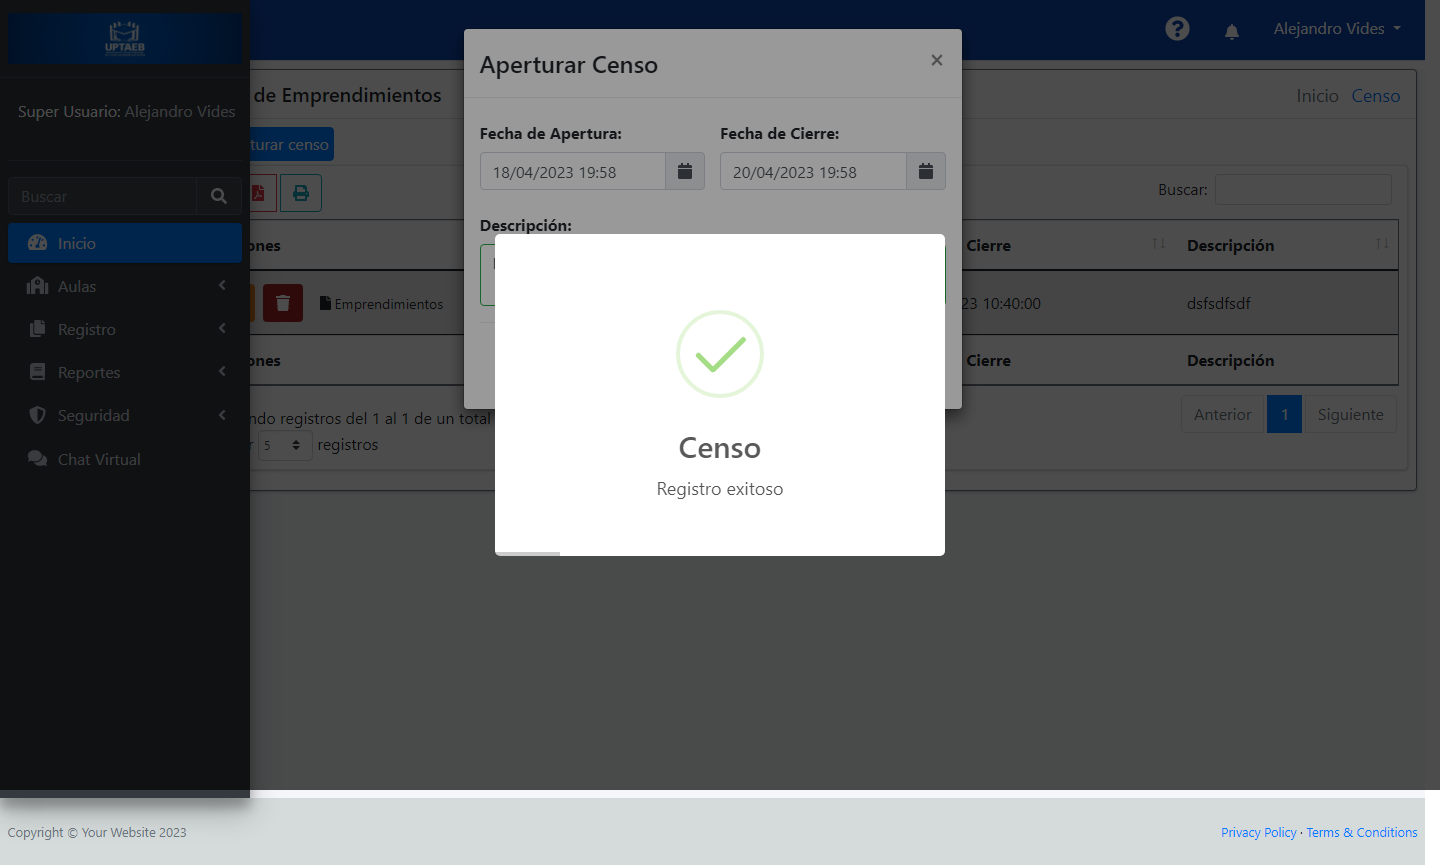 UPTAEB
Super Usuario: Alejandro Vides
Buscar
Inicio
Aulas
Registro
Reportes
Seguridad
Chat Virtual
Alejandro Vides
de Emprendimientos
Inicio Censo
turar censo
Buscar:
ones Cierre Descripción
Emprendimientos 23 10:40:00 dsfsdfsdf
ones Cierre Descripción
ndo registros del 1 al 1 de un total
5 registros
Anterior 1 Siguiente
Aperturar Censo ×
Fecha de Apertura: Fecha de Cierre:
18/04/2023 19:58 20/04/2023 19:58
Descripción:
Censo
Registro exitoso
Copyright © Your Website 2023
Privacy Policy · Terms & Conditions